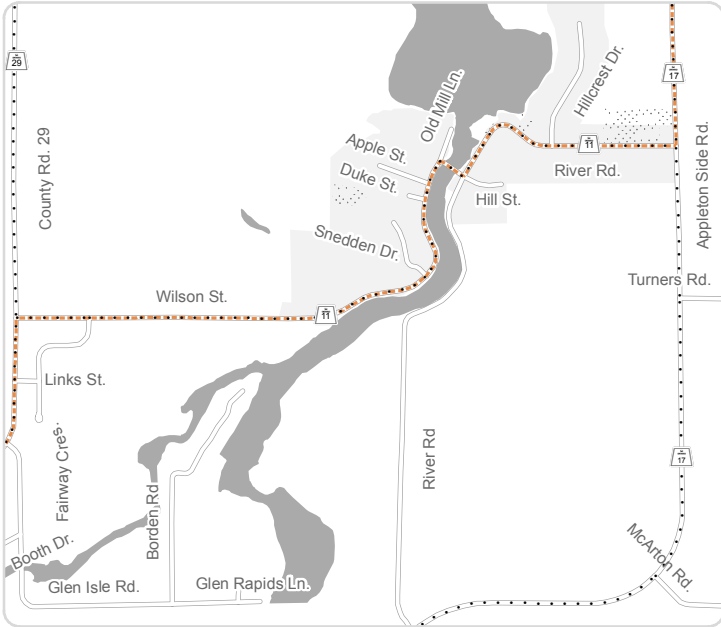 29
17
Hillcrest Dr.
Old Mill Ln.
Apple St.
11
River Rd.
Duke St.
Hill St.
County Rd. 29
Appleton Side Rd.
Snedden Dr.
Turners Rd.
Wilson St.
11
Links St.
Fairway Cres.
River Rd
17
Borden Rd
Booth Dr.
McArton Rd.
Glen Isle Rd.
Glen Rapids Ln.